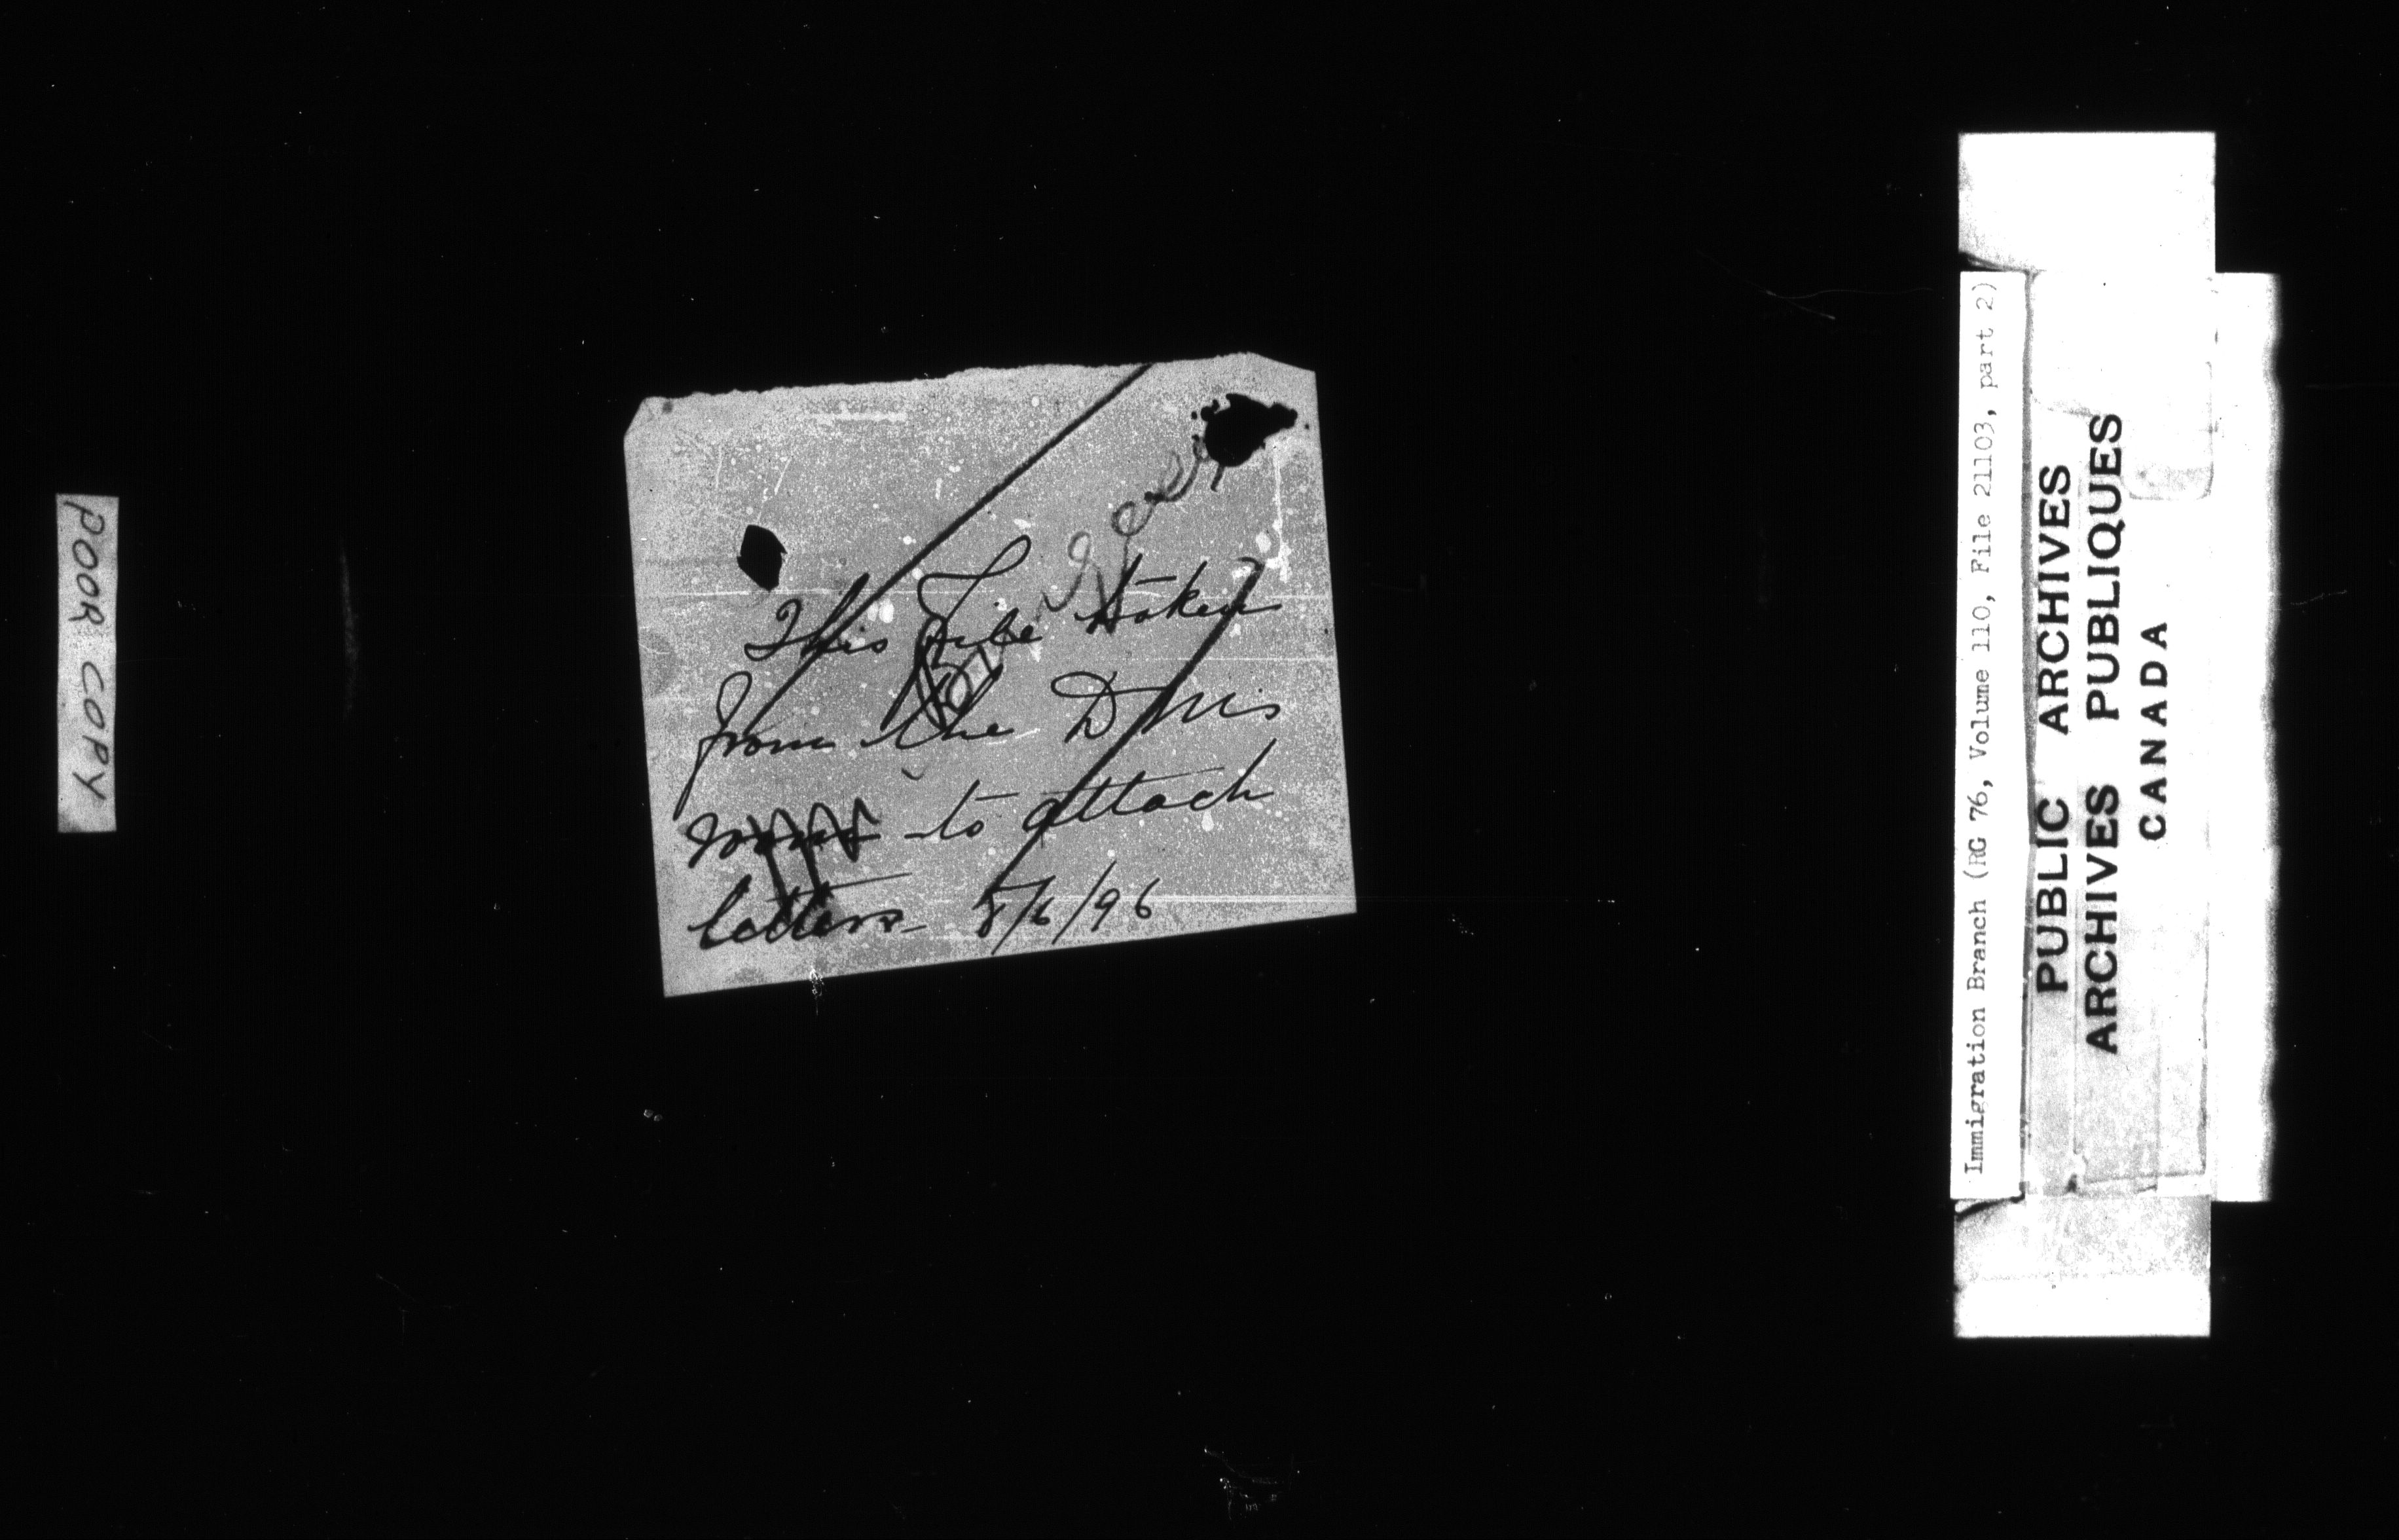 POOR COPY
This file taken
from the D M's
to attach
letters 8/6/96
Immigration Branch (RG 76, Volume 110, File 21103, part 2)
PUBLIC ARCHIVES
ARCHIVES PUBLIQUES
CANADA